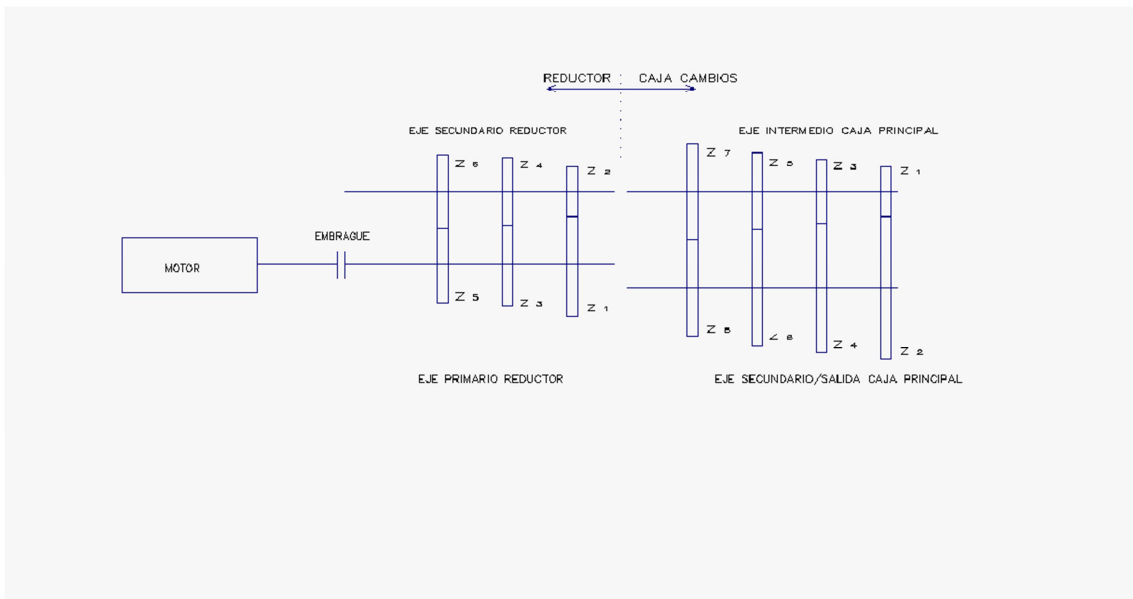 REDUCTOR CAJA CAMBIOS
EJE SECUNDARIO REDUCTOR EJE INTERMEDIO CAJA PRINCIPAL
Z 6 Z 4 Z 2 Z 7 Z 5 Z 3 Z 1
EMBRAGUE
MOTOR
Z 5 Z 3 Z 1 Z 8 Z 6 Z 4 Z 2
EJE PRIMARIO REDUCTOR EJE SECUNDARIO/SALIDA CAJA PRINCIPAL